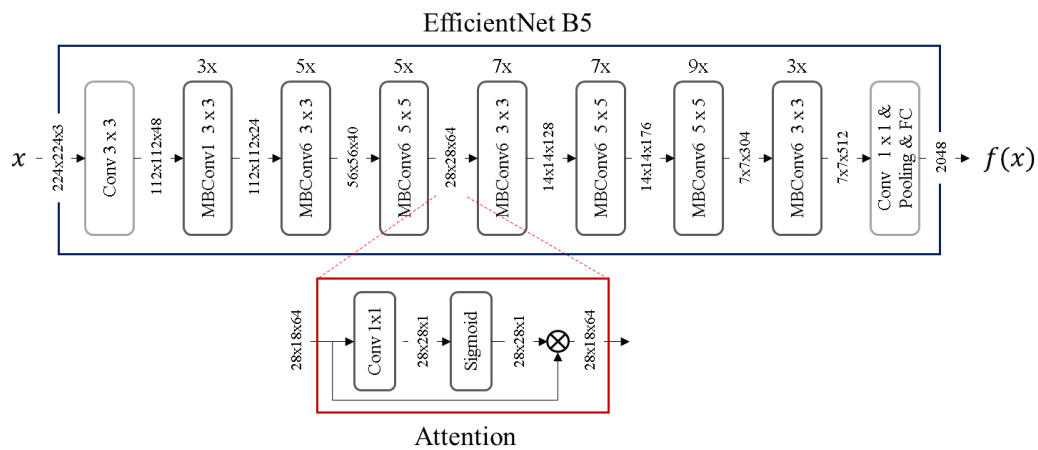 EfficientNet B5
3x
5x
5x
7x
7x
9x
3x
x
224x224x3
Conv 3 x 3
112x112x48
MBConv1 3 x 3
112x112x24
MBConv6 3 x 3
56x56x40
MBConv6 5 x 5
28x28x64
MBConv6 3 x 3
14x14x128
MBConv6 5 x 5
14x14x176
MBConv6 5 x 5
7x7x304
MBConv6 3 x 3
7x7x512
Conv 1 x 1 &
Pooling & FC
2048
f(x)
28x18x64
Conv 1x1
28x28x1
Sigmoid
28x28x1
28x18x64
Attention